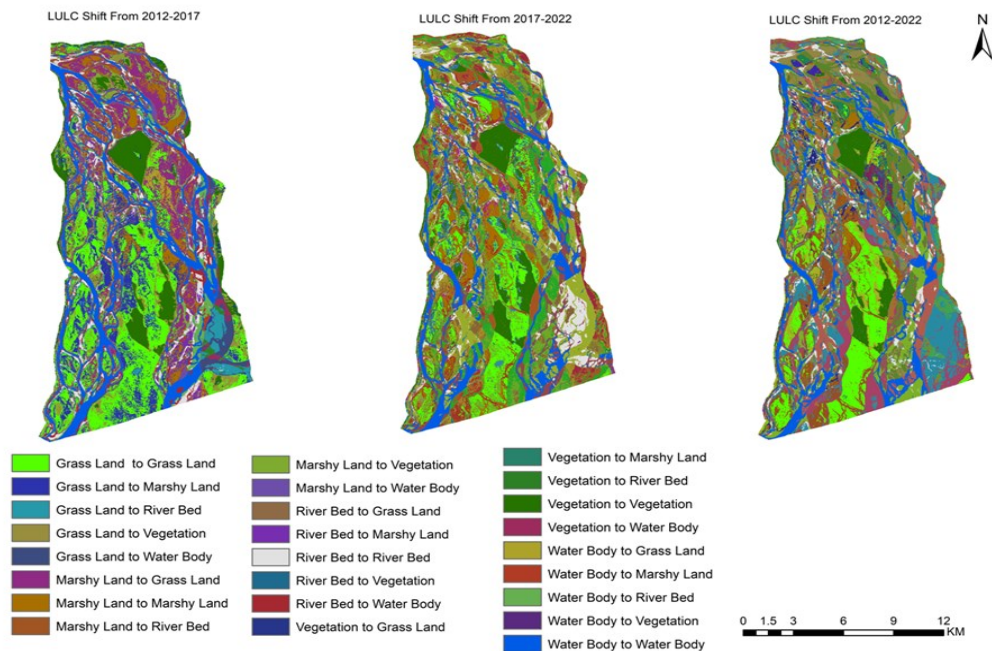 LULC Shift From 2012-2017
LULC Shift From 2017-2022
LULC Shift From 2012-2022
N
Grass Land to Grass Land
Grass Land to Marshy Land
Grass Land to River Bed
Grass Land to Vegetation
Grass Land to Water Body
Marshy Land to Grass Land
Marshy Land to Marshy Land
Marshy Land to River Bed
Marshy Land to Vegetation
Marshy Land to Water Body
River Bed to Grass Land
River Bed to Marshy Land
River Bed to River Bed
River Bed to Vegetation
River Bed to Water Body
Vegetation to Grass Land
Vegetation to Marshy Land
Vegetation to River Bed
Vegetation to Vegetation
Vegetation to Water Body
Water Body to Grass Land
Water Body to Marshy Land
Water Body to River Bed
Water Body to Vegetation
Water Body to Water Body
0 1.5 3 6 9 12
KM